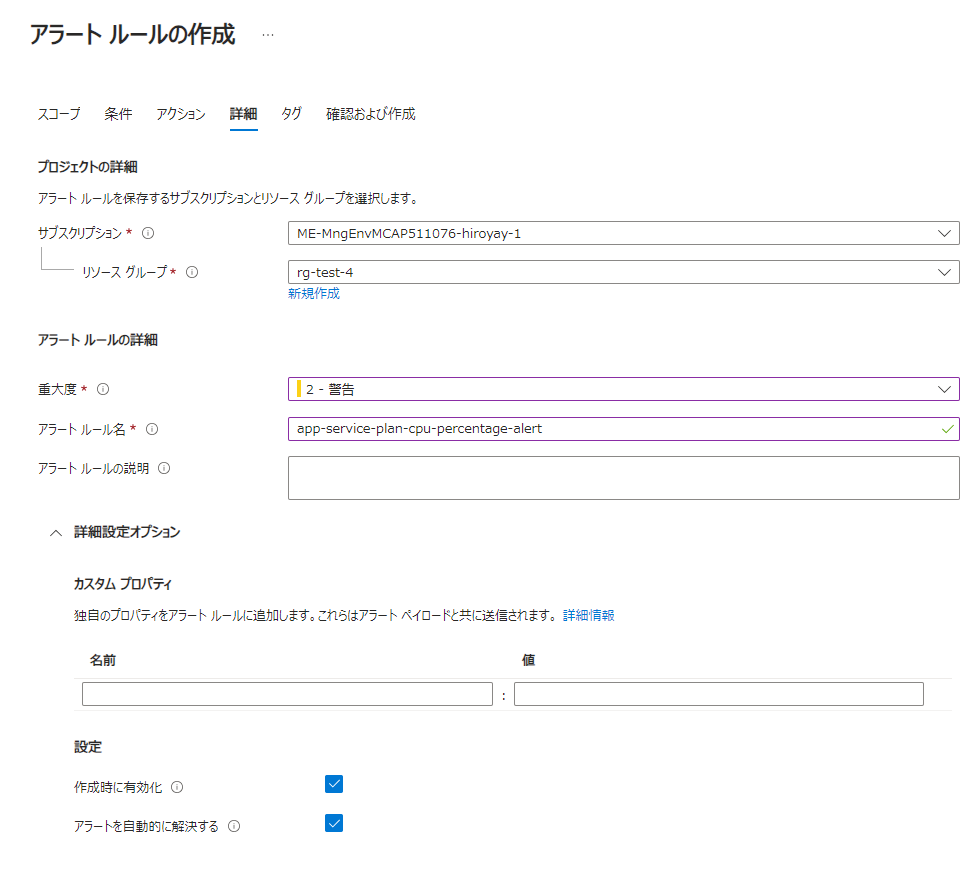 アラート ルールの作成 …
スコープ 条件 アクション 詳細 タグ 確認および作成
プロジェクトの詳細
アラート ルールを保存するサブスクリプションとリソース グループを選択します。
サブスクリプション * ME-MngEnvMCAP511076-hiroyay-1
リソース グループ * rg-test-4
新規作成
アラート ルールの詳細
重大度 * 2 - 警告
アラート ルール名 * app-service-plan-cpu-percentage-alert
アラート ルールの説明
詳細設定オプション
カスタム プロパティ
独自のプロパティをアラート ルールに追加します。これらはアラート ペイロードと共に送信されます。 詳細情報
名前 値
:
設定
作成時に有効化
アラートを自動的に解決する